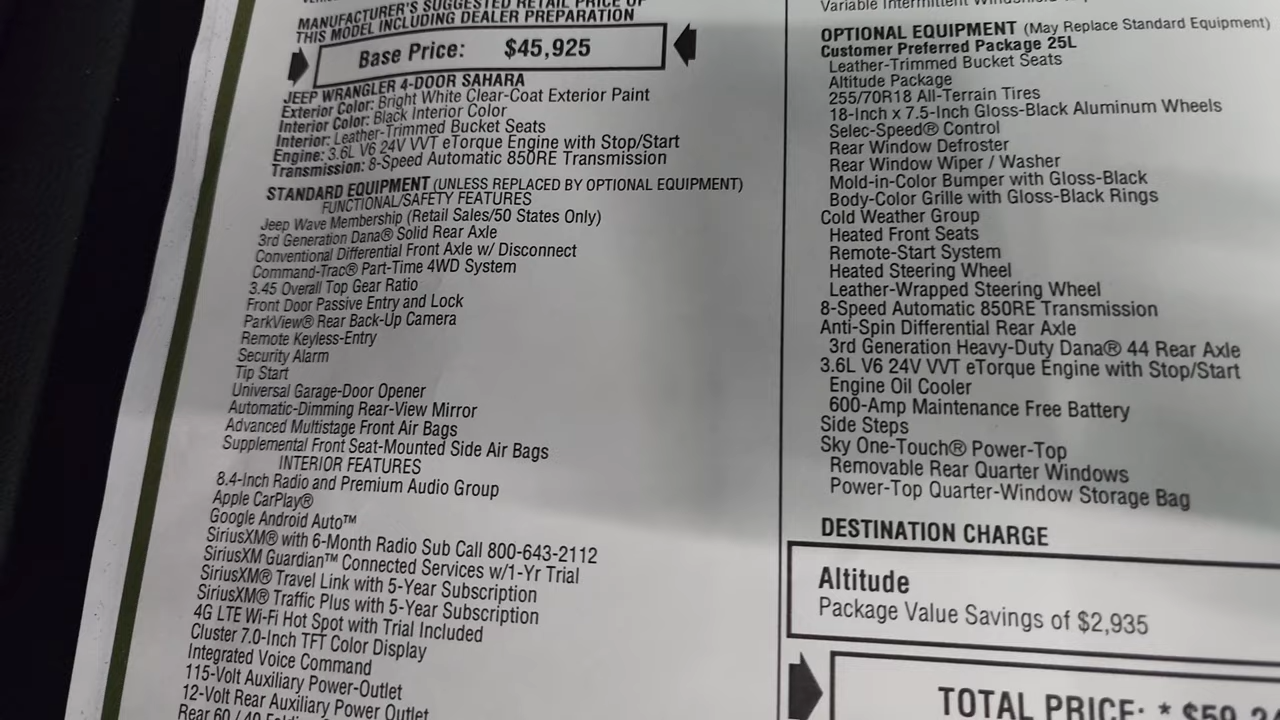 MANUFACTURER'S SUGGESTED RETAIL PRICE OF
THIS MODEL INCLUDING DEALER PREPARATION
Base Price: $45,925
JEEP WRANGLER 4-DOOR SAHARA
Exterior Color: Bright White Clear-Coat Exterior Paint
Interior Color: Black Interior Color
Interior: Leather-Trimmed Bucket Seats
Engine: 3.6L V6 24V VVT eTorque Engine with Stop/Start
Transmission: 8-Speed Automatic 850RE Transmission
STANDARD EQUIPMENT (UNLESS REPLACED BY OPTIONAL EQUIPMENT)
FUNCTIONAL/SAFETY FEATURES
Jeep Wave Membership (Retail Sales/50 States Only)
3rd Generation Dana® Solid Rear Axle
Conventional Differential Front Axle w/ Disconnect
Command-Trac® Part-Time 4WD System
3.45 Overall Top Gear Ratio
Front Door Passive Entry and Lock
ParkView® Rear Back-Up Camera
Remote Keyless-Entry
Security Alarm
Tip Start
Universal Garage-Door Opener
Automatic-Dimming Rear-View Mirror
Advanced Multistage Front Air Bags
Supplemental Front Seat-Mounted Side Air Bags
INTERIOR FEATURES
8.4-Inch Radio and Premium Audio Group
Apple CarPlay®
Google Android Auto™
SiriusXM® with 6-Month Radio Sub Call 800-643-2112
SiriusXM Guardian™ Connected Services w/1-Yr Trial
SiriusXM® Travel Link with 5-Year Subscription
SiriusXM® Traffic Plus with 5-Year Subscription
4G LTE Wi-Fi Hot Spot with Trial Included
Cluster 7.0-Inch TFT Color Display
Integrated Voice Command
115-Volt Auxiliary Power-Outlet
12-Volt Rear Auxiliary Power Outlet
Rear 60 / 40
Variable Intermittent
OPTIONAL EQUIPMENT (May Replace Standard Equipment)
Customer Preferred Package 25L
Leather-Trimmed Bucket Seats
Altitude Package
255/70R18 All-Terrain Tires
18-Inch x 7.5-Inch Gloss-Black Aluminum Wheels
Selec-Speed® Control
Rear Window Defroster
Rear Window Wiper / Washer
Mold-in-Color Bumper with Gloss-Black
Body-Color Grille with Gloss-Black Rings
Cold Weather Group
Heated Front Seats
Remote-Start System
Heated Steering Wheel
Leather-Wrapped Steering Wheel
8-Speed Automatic 850RE Transmission
Anti-Spin Differential Rear Axle
3rd Generation Heavy-Duty Dana® 44 Rear Axle
3.6L V6 24V VVT eTorque Engine with Stop/Start
Engine Oil Cooler
600-Amp Maintenance Free Battery
Side Steps
Sky One-Touch® Power-Top
Removable Rear Quarter Windows
Power-Top Quarter-Window Storage Bag
DESTINATION CHARGE
Altitude
Package Value Savings of $2,935
TOTAL PRICE: *